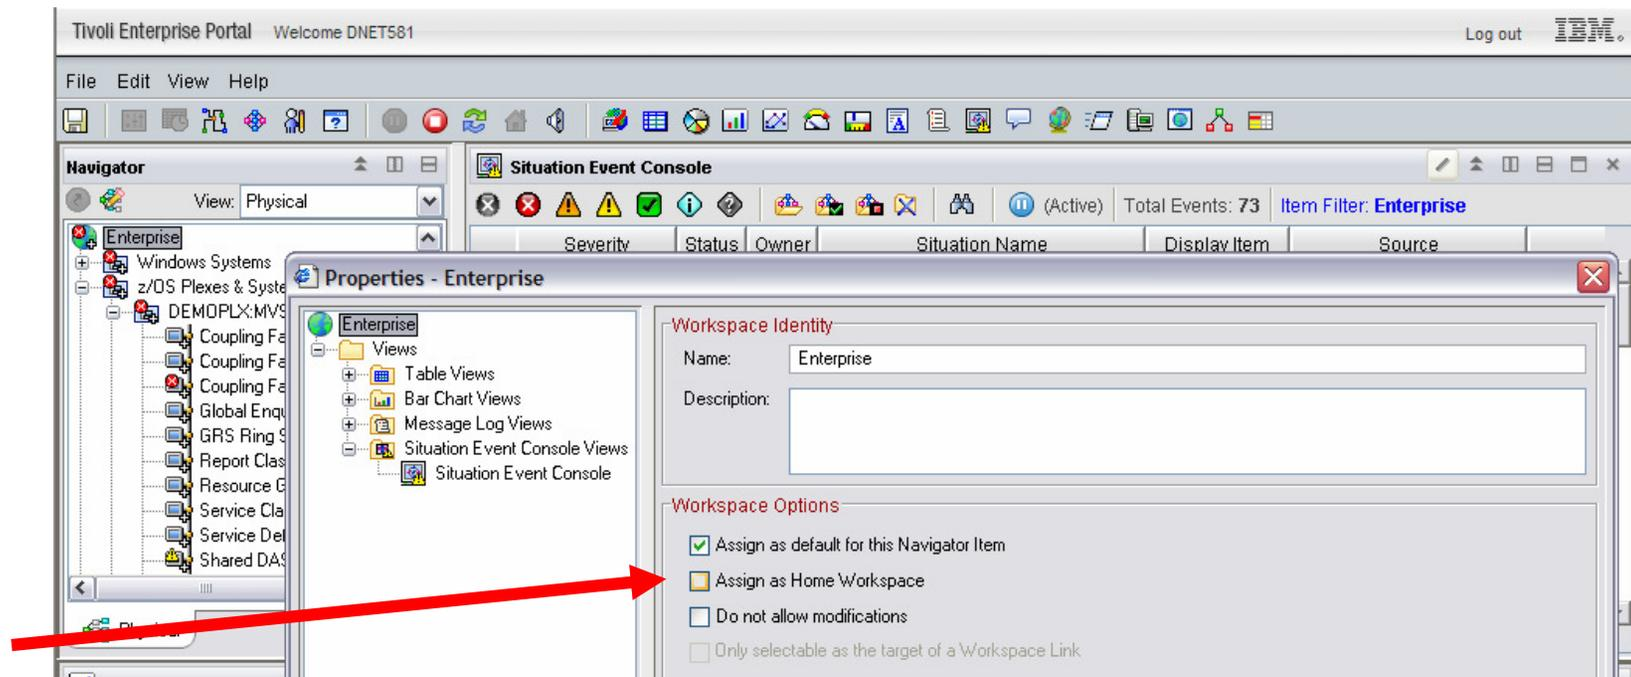 Tivoli Enterprise Portal Welcome DNET581
Log out IBM.
File Edit View Help
Navigator
View: Physical
Enterprise
Windows Systems
z/OS Plexes & Syste
DEMOPLX:MVS
Coupling Fa
Coupling Fa
Coupling Fa
Global Enqu
GRS Ring S
Report Clas
Resource G
Service Cla
Service Def
Shared DAS
Physical
Situation Event Console
(Active) Total Events: 73 Item Filter: Enterprise
Severity Status Owner Situation Name Display Item Source
Properties - Enterprise
Enterprise
Views
Table Views
Bar Chart Views
Message Log Views
Situation Event Console Views
Situation Event Console
Workspace Identity
Name: Enterprise
Description:
Workspace Options
Assign as default for this Navigator Item
Assign as Home Workspace
Do not allow modifications
Only selectable as the target of a Workspace Link